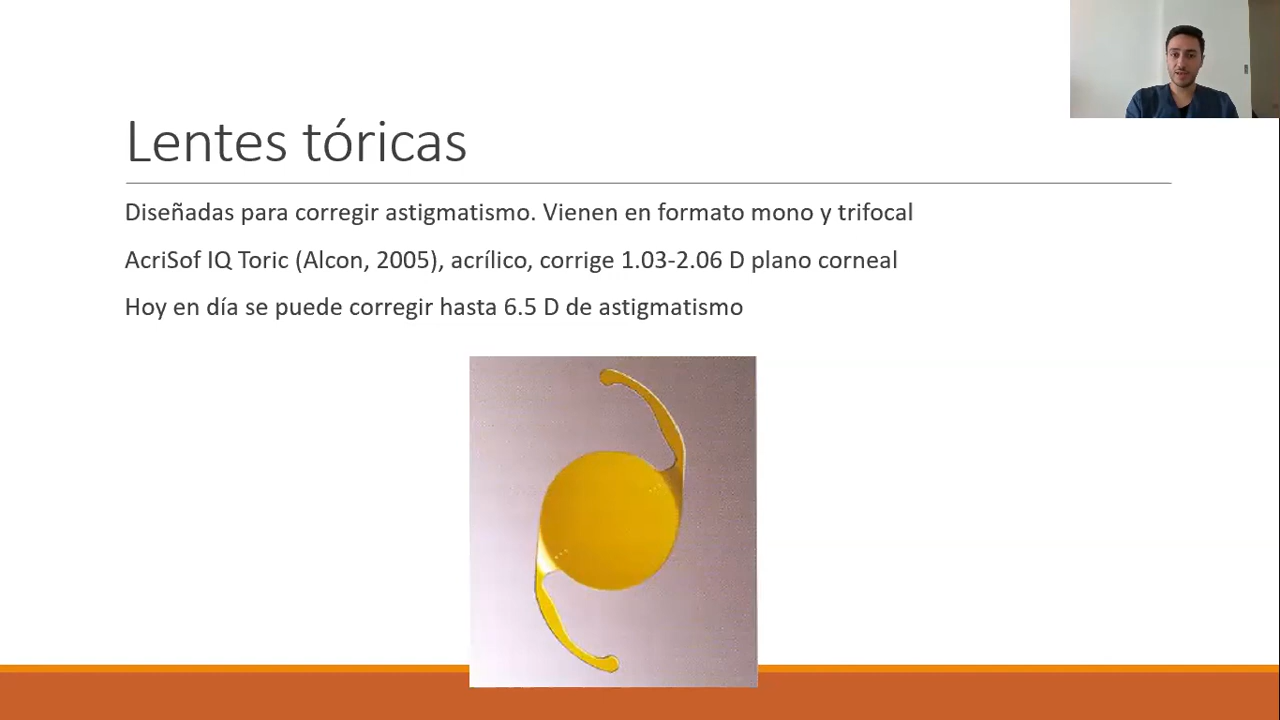 Lentes tóricas
Diseñadas para corregir astigmatismo. Vienen en formato mono y trifocal
AcriSof IQ Toric (Alcon, 2005), acrílico, corrige 1.03-2.06 D plano corneal
Hoy en día se puede corregir hasta 6.5 D de astigmatismo